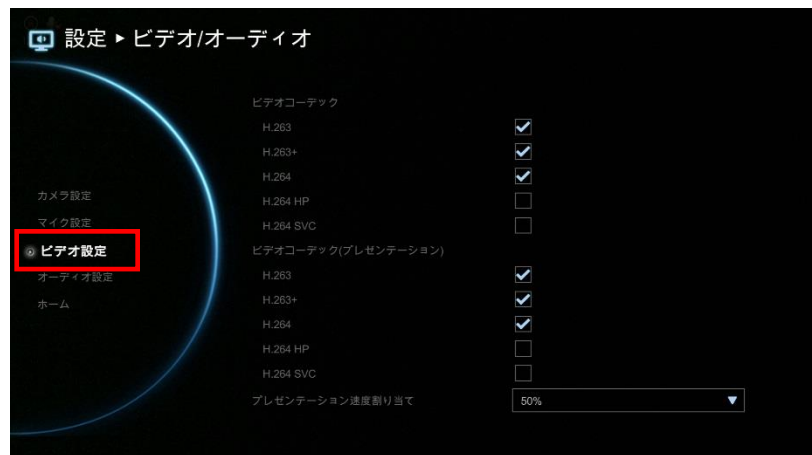 設定 ▸ ビデオ/オーディオ
カメラ設定
マイク設定
ビデオ設定
オーディオ設定
ホーム
ビデオコーデック
H.263
H.263+
H.264
H.264 HP
H.264 SVC
ビデオコーデック(プレゼンテーション)
H.263
H.263+
H.264
H.264 HP
H.264 SVC
プレゼンテーション速度割り当て 50%